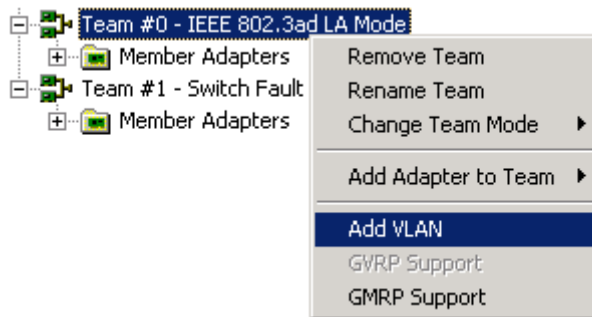 Team #0 - IEEE 802.3ad LA Mode
Member Adapters
Team #1 - Switch Fault
Member Adapters
Remove Team
Rename Team
Change Team Mode
Add Adapter to Team
Add VLAN
GVRP Support
GMRP Support